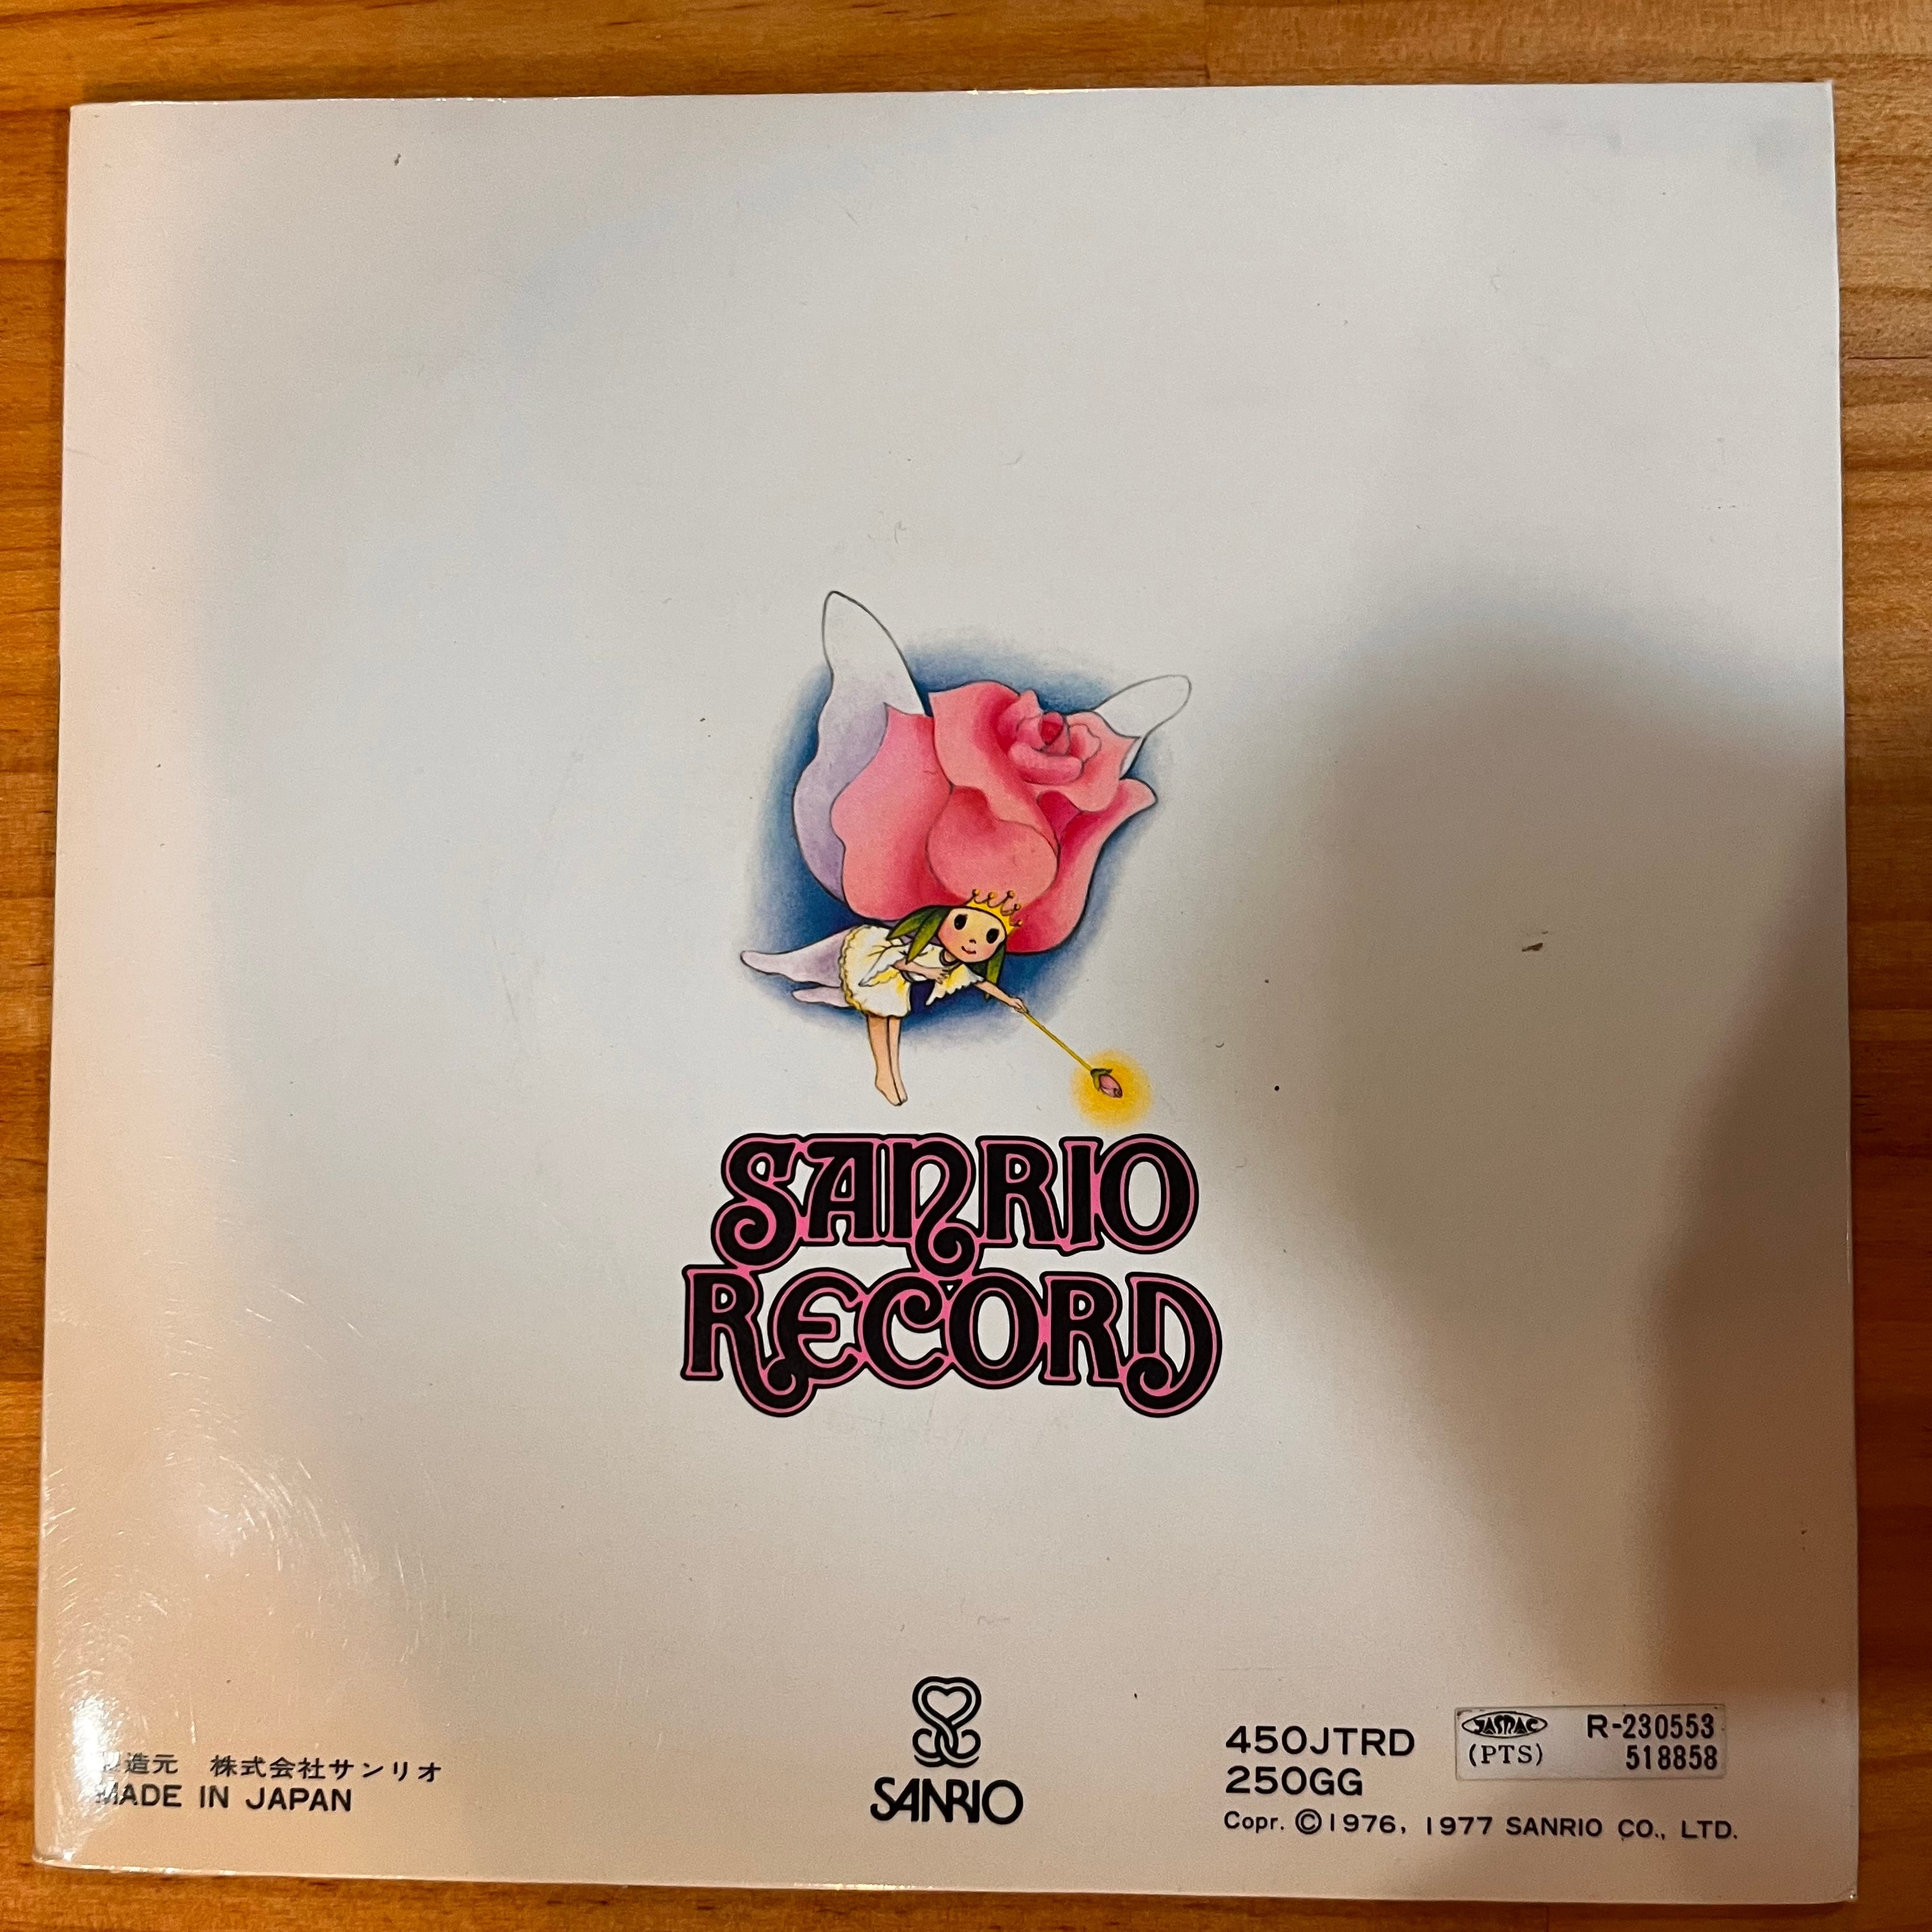 SANRIO
RECORD
製造元 株式会社サンリオ
MADE IN JAPAN
SANRIO
450JTRD
250GG
Copr. ©1976, 1977 SANRIO CO., LTD.
JASRAC R-230553
(PTS) 518858